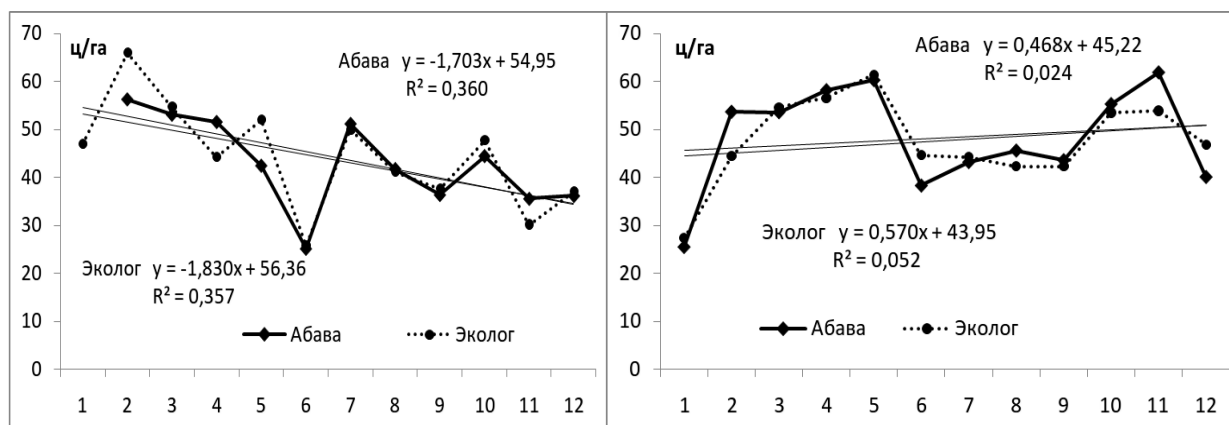 70
60
50
40
30
20
10
0
ц/га
Абава y = -1,703x + 54,95
R² = 0,360
Эколог y = -1,830x + 56,36
R² = 0,357
Абава Эколог
1 2 3 4 5 6 7 8 9 10 11 12
70
60
50
40
30
20
10
0
ц/га
Абава y = 0,468x + 45,22
R² = 0,024
Эколог y = 0,570x + 43,95
R² = 0,052
Абава Эколог
1 2 3 4 5 6 7 8 9 10 11 12